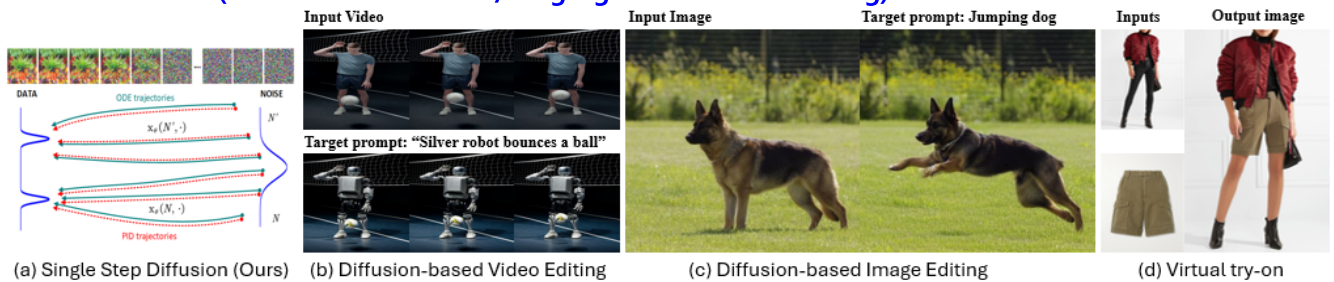 Input Video
Input Image
Target prompt: Jumping dog
Inputs
Output image
DATA
NOISE
ODE trajectories
N'
xθ(N', ·)
Target prompt: “Silver robot bounces a ball”
xθ(N, ·)
N
PID trajectories
(a) Single Step Diffusion (Ours)
(b) Diffusion-based Video Editing
(c) Diffusion-based Image Editing
(d) Virtual try-on